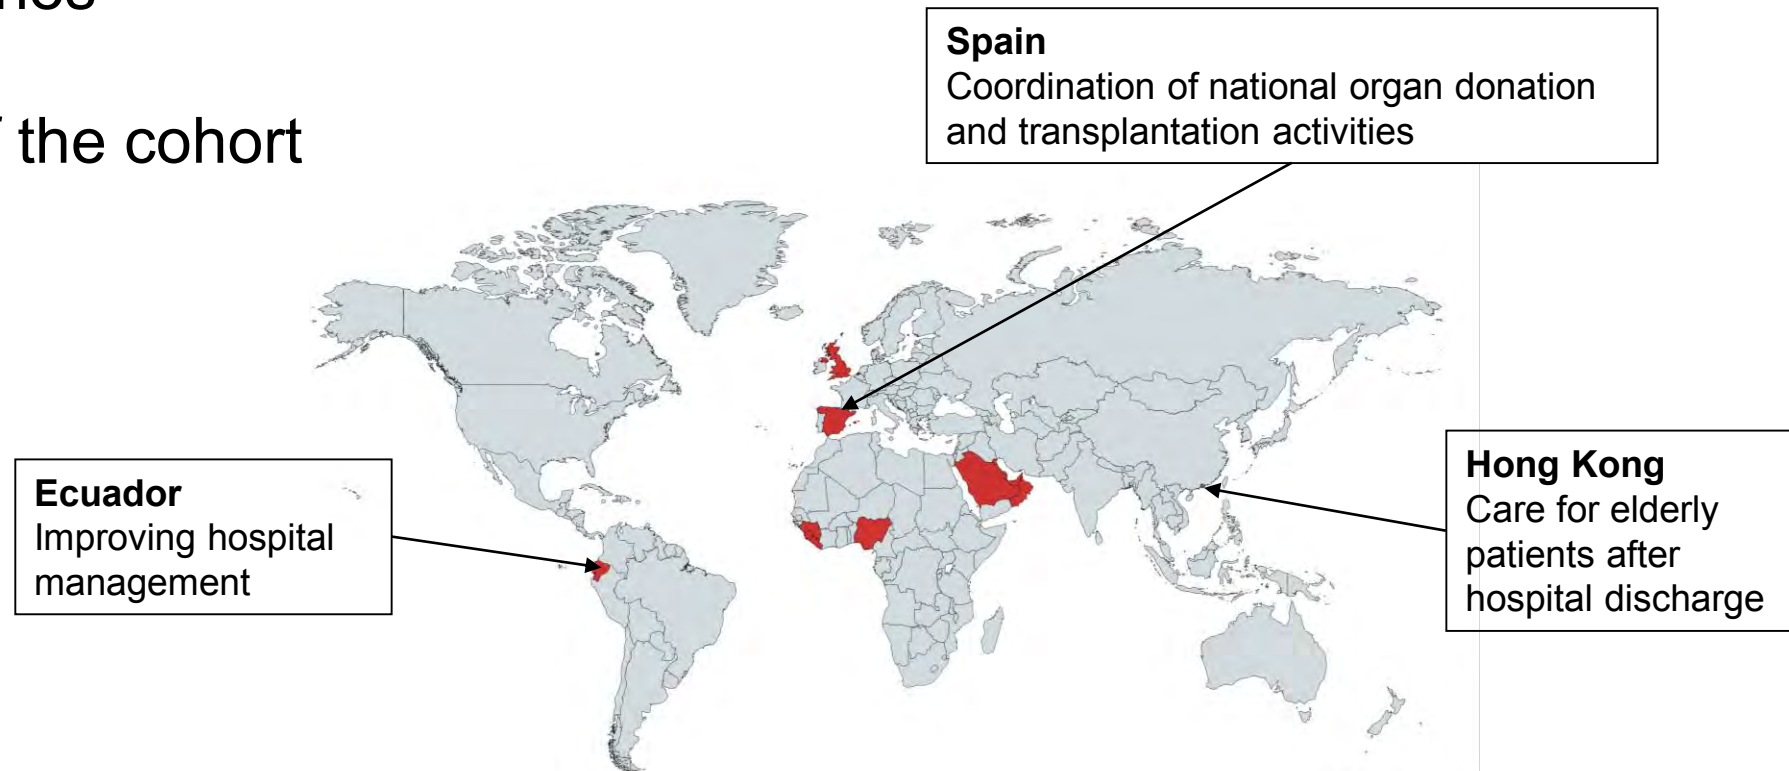 the cohort
Spain
Coordination of national organ donation
and transplantation activities
Ecuador
Improving hospital
management
Hong Kong
Care for elderly
patients after
hospital discharge